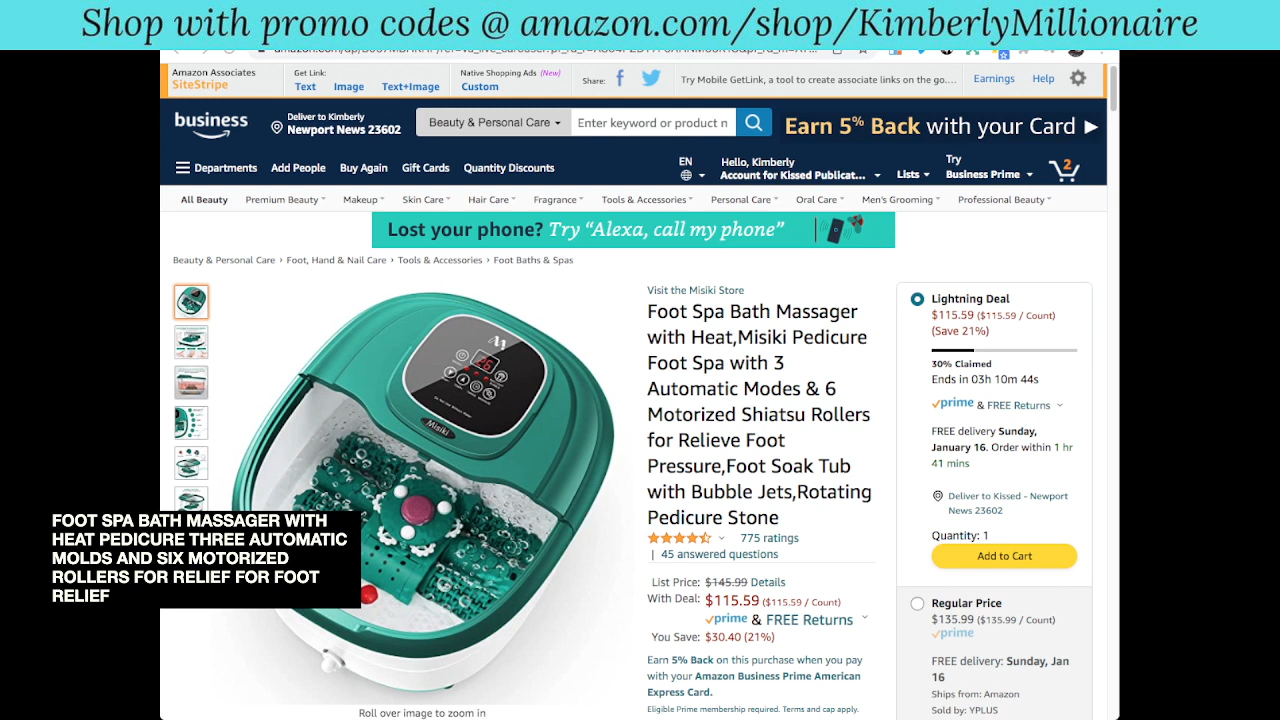 Shop with promo codes @ amazon.com/shop/KimberlyMillionaire
Amazon Associates
SiteStripe
Get Link:
Text Image Text+Image
Native Shopping Ads (New)
Custom
Share:
Try Mobile GetLink, a tool to create associate links on the go....
Earnings Help
business
Deliver to Kimberly
Newport News 23602
Beauty & Personal Care
Enter keyword or product n
Earn 5% Back with your Card
Departments Add People Buy Again Gift Cards Quantity Discounts
EN
Hello, Kimberly
Account for Kissed Publicat...
Lists
Try
Business Prime
2
All Beauty Premium Beauty Makeup Skin Care Hair Care Fragrance Tools & Accessories Personal Care Oral Care Men's Grooming Professional Beauty
Lost your phone? Try “Alexa, call my phone”
Beauty & Personal Care › Foot, Hand & Nail Care › Tools & Accessories › Foot Baths & Spas
Misiki
FOOT SPA BATH MASSAGER WITH
HEAT PEDICURE THREE AUTOMATIC
MOLDS AND SIX MOTORIZED
ROLLERS FOR RELIEF FOR FOOT
RELIEF
Roll over image to zoom in
Visit the Misiki Store
Foot Spa Bath Massager
with Heat,Misiki Pedicure
Foot Spa with 3
Automatic Modes & 6
Motorized Shiatsu Rollers
for Relieve Foot
Pressure,Foot Soak Tub
with Bubble Jets,Rotating
Pedicure Stone
775 ratings
| 45 answered questions
List Price: $145.99 Details
With Deal: $115.59 ($115.59 / Count)
prime & FREE Returns
You Save: $30.40 (21%)
Earn 5% Back on this purchase when you pay
with your Amazon Business Prime American
Express Card.
Eligible Prime membership required. Terms and cap apply.
Lightning Deal
$115.59 ($115.59 / Count)
(Save 21%)
30% Claimed
Ends in 03h 10m 44s
prime & FREE Returns
FREE delivery Sunday,
January 16. Order within 1 hr
41 mins
Deliver to Kissed - Newport
News 23602
Quantity: 1
Add to Cart
Regular Price
$135.99 ($135.99 / Count)
prime
FREE delivery: Sunday, Jan
16
Ships from: Amazon
Sold by: YPLUS